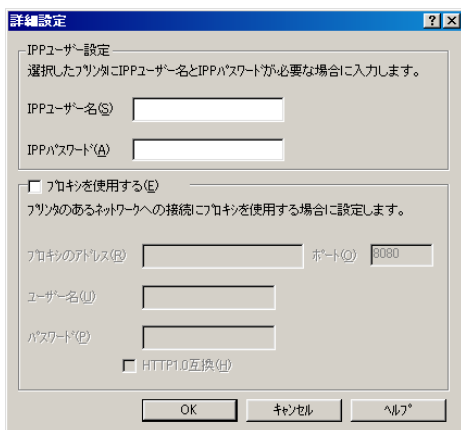 詳細設定
IPPユーザー設定
選択したプリンタにIPPユーザー名とIPPパスワードが必要な場合に入力します。
IPPユーザー名(S)
IPPパスワード(A)
プロキシを使用する(E)
プリンタのあるネットワークへの接続にプロキシを使用する場合に設定します。
プロキシのアドレス(R) ポート(O) 8080
ユーザー名(U)
パスワード(P)
HTTP1.0互換(H)
OK キャンセル ヘルプ